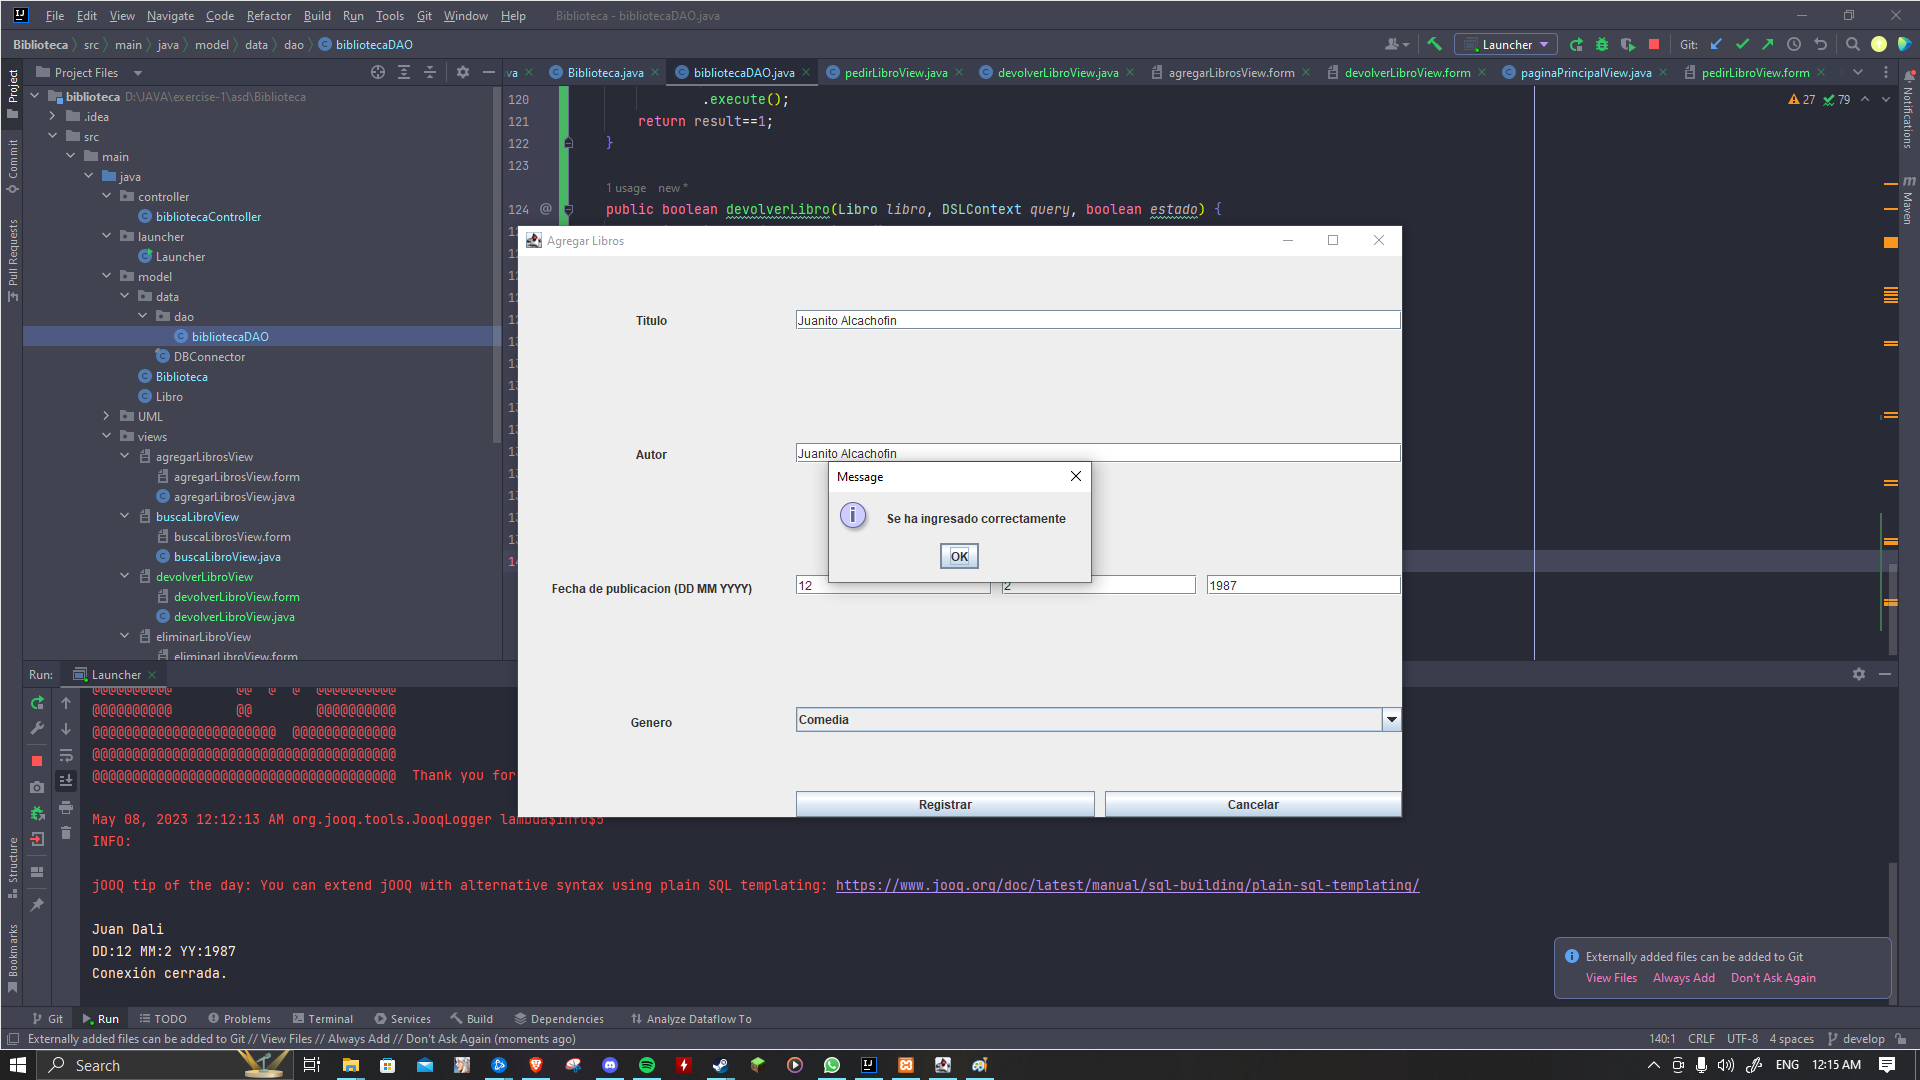 File Edit View Navigate Code Refactor Build Run Tools Git Window Help Biblioteca - bibliotecaDAO.java
Biblioteca src main java model data dao bibliotecaDAO Launcher Git:
Project Files
va Biblioteca.java bibliotecaDAO.java pedirLibroView.java devolverLibroView.java agregarLibrosView.form devolverLibroView.form paginaPrincipalView.java pedirLibroView.form
Project
Commit
Pull Requests
Structure
Bookmarks
Notifications
Maven
biblioteca D:\JAVA\exercise-1\asd\Biblioteca
.idea
src
main
java
controller
bibliotecaController
launcher
Launcher
model
data
dao
bibliotecaDAO
DBConnector
Biblioteca
Libro
UML
views
agregarLibrosView
agregarLibrosView.form
agregarLibrosView.java
buscaLibroView
buscaLibroView.form
buscaLibroView.java
devolverLibroView
devolverLibroView.form
devolverLibroView.java
eliminarLibroView
eliminarLibroView.form
27 79
120 .execute();
121 return result==1;
122 }
123
1 usage new *
124 @ public boolean devolverLibro(Libro libro, DSLContext query, boolean estado) {
Agregar Libros
Titulo Juanito Alcachofin
Autor Juanito Alcachofin
Message
Se ha ingresado correctamente
OK
Fecha de publicacion (DD MM YYYY) 12 2 1987
Genero Comedia
Registrar Cancelar
Run: Launcher
@@@@@@@@@@ @@ @ @ @@@@@@@@@@
@@@@@@@@@@ @@ @@@@@@@@@@
@@@@@@@@@@@@@@@@@@@@@@@ @@@@@@@@@@@@@
@@@@@@@@@@@@@@@@@@@@@@@@@@@@@@@@@@@@@@
@@@@@@@@@@@@@@@@@@@@@@@@@@@@@@@@@@@@@@ Thank you for
May 08, 2023 12:12:13 AM org.jooq.tools.JooqLogger lambda$info$5
INFO:
jOOQ tip of the day: You can extend jOOQ with alternative syntax using plain SQL templating: https://www.jooq.org/doc/latest/manual/sql-building/plain-sql-templating/
Juan Dali
DD:12 MM:2 YY:1987
Conexión cerrada.
Externally added files can be added to Git
View Files Always Add Don't Ask Again
Git Run TODO Problems Terminal Services Build Dependencies Analyze Dataflow To
Externally added files can be added to Git // View Files // Always Add // Don't Ask Again (moments ago) 140:1 CRLF UTF-8 4 spaces develop
Search ENG 12:15 AM